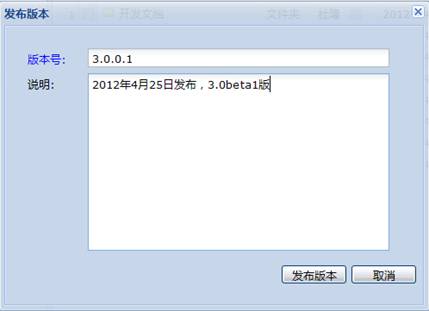 发布版本
开发文档 文件夹 2012
版本号：
3.0.0.1
说明：
2012年4月25日发布，3.0beta1版
发布版本 取消